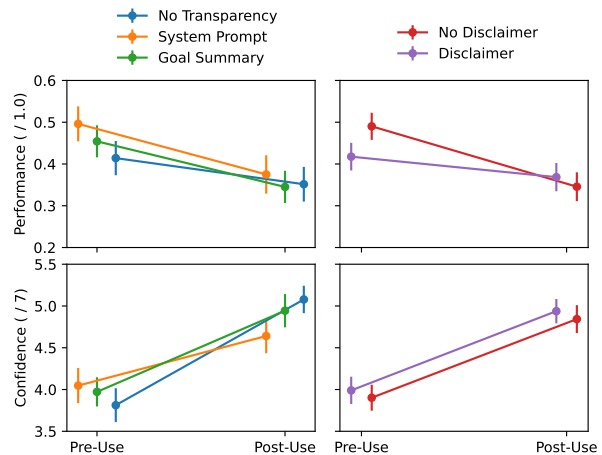 No Transparency
System Prompt
Goal Summary
No Disclaimer
Disclaimer
Performance ( / 1.0)
0.6
0.5
0.4
0.3
0.2
Confidence ( / 7)
5.5
5.0
4.5
4.0
3.5
Pre-Use
Post-Use
Pre-Use
Post-Use